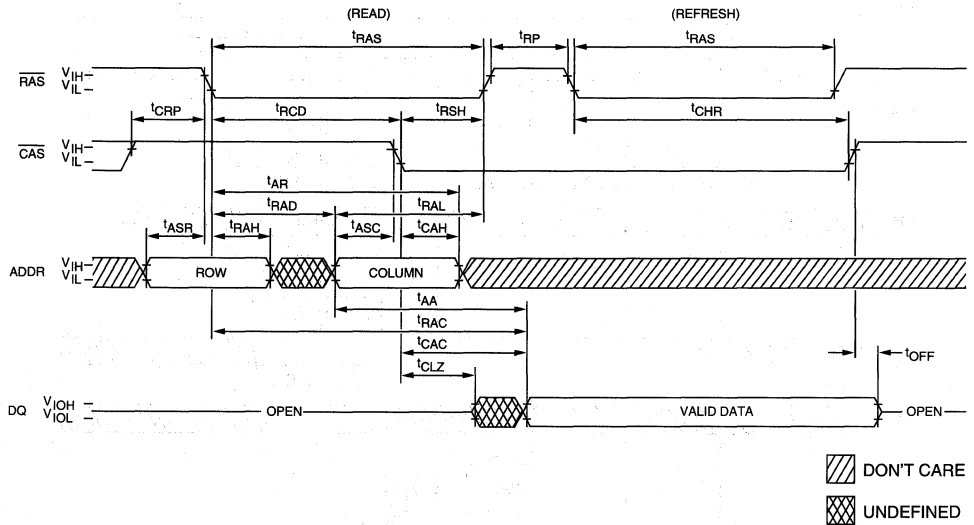 (READ) (REFRESH)
tRAS tRP tRAS
RAS VIH VIL
tCRP tRCD tRSH tCHR
CAS VIH VIL
tAR
tRAD tRAL
tASR tRAH tASC tCAH
ADDR VIH VIL ROW COLUMN
tAA
tRAC
tCAC
tOFF
tCLZ
DQ VIOH VIOL OPEN VALID DATA OPEN
DON'T CARE
UNDEFINED